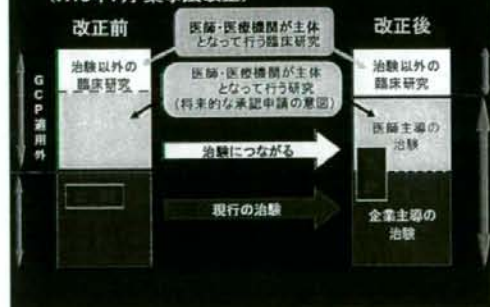 改正前
医師・医療機関が主体
となって行う臨床研究
改正後
治験以外の
臨床研究
医師・医療機関が主体
となって行う研究
(将来的な承認申請の意図)
治験以外の
臨床研究
GCP適用外
医師主導の
治験
治験につながる
現行の治験
企業主導の
治験